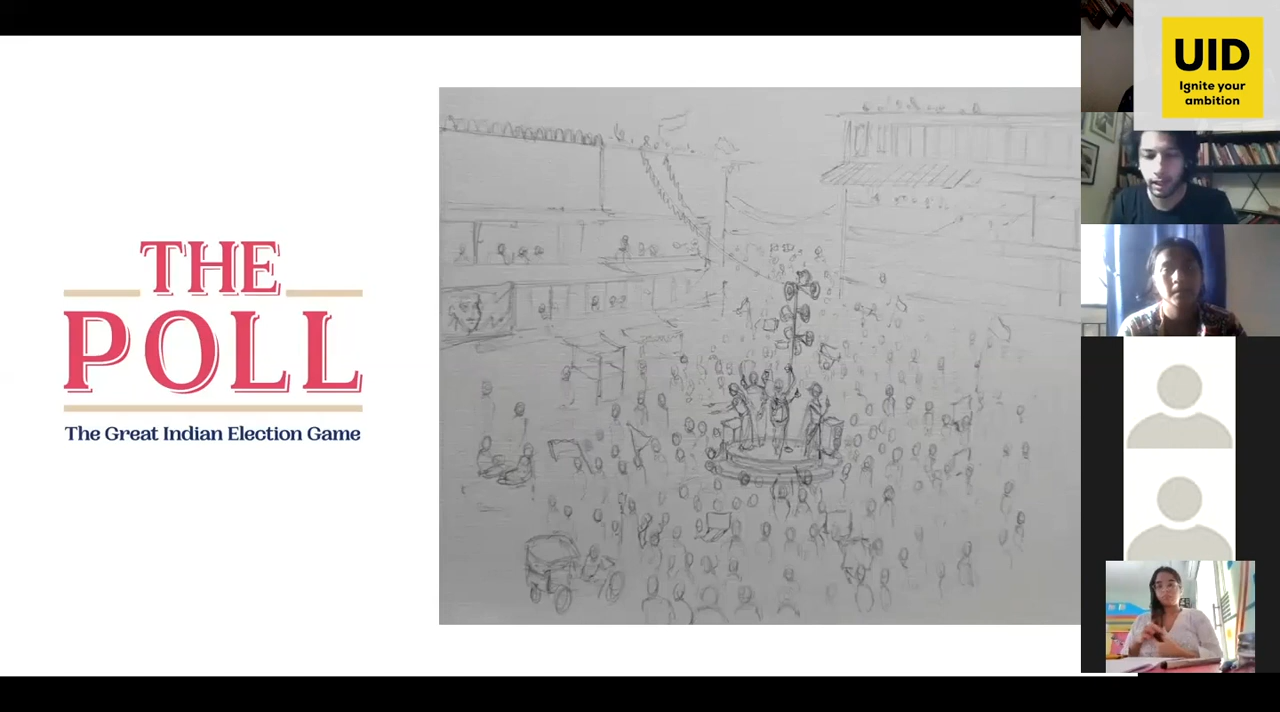 THE
POLL
The Great Indian Election Game
UID
Ignite your
ambition